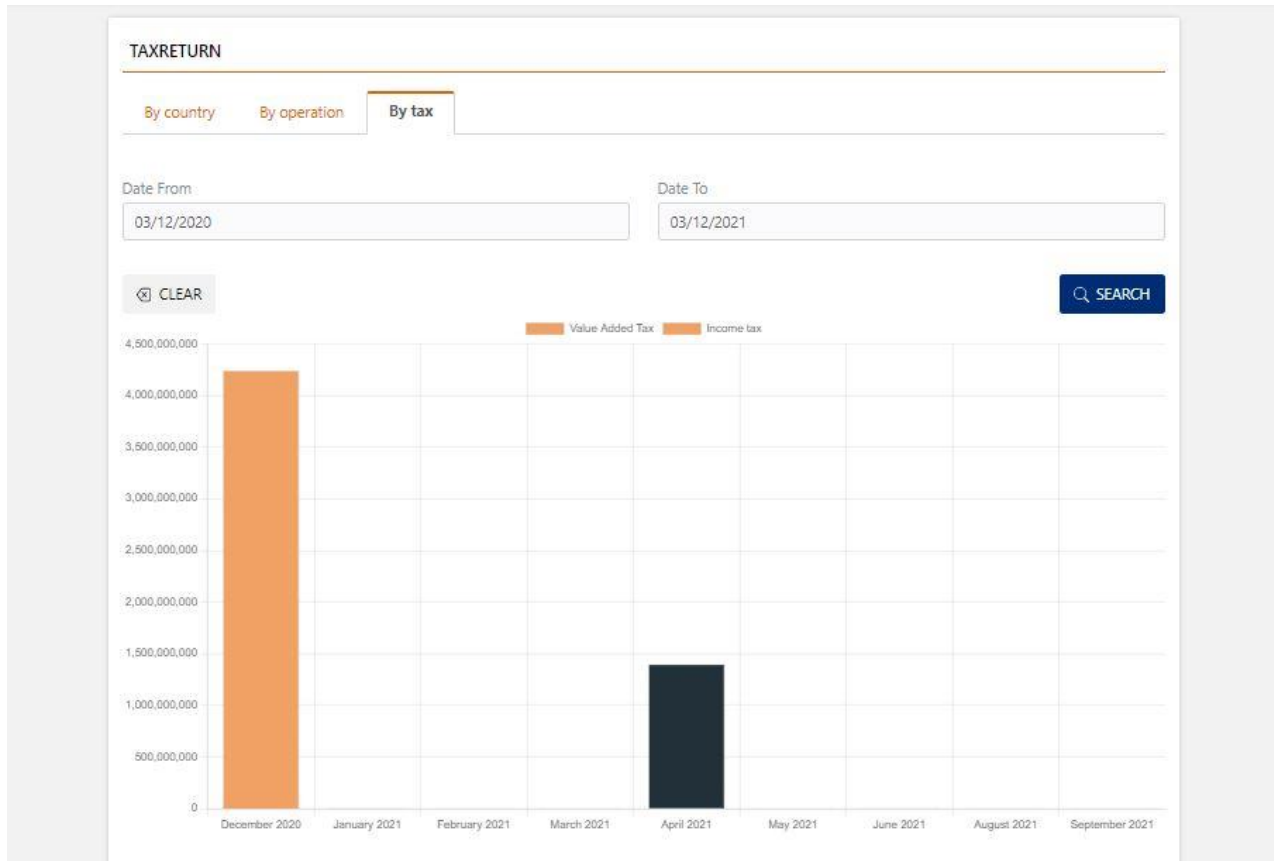 TAXRETURN
By country By operation By tax
Date From Date To
03/12/2020 03/12/2021
CLEAR SEARCH
Value Added Tax Income tax
4,500,000,000
4,000,000,000
3,500,000,000
3,000,000,000
2,500,000,000
2,000,000,000
1,500,000,000
1,000,000,000
500,000,000
0
December 2020 January 2021 February 2021 March 2021 April 2021 May 2021 June 2021 August 2021 September 2021